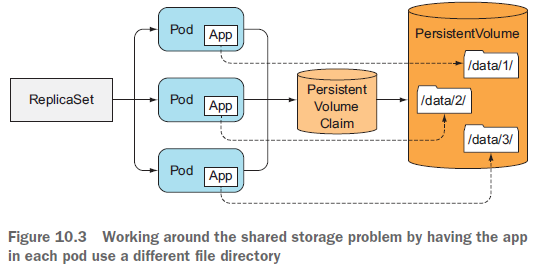 ReplicaSet
Pod
App
Pod
App
Pod
App
Persistent
Volume
Claim
PersistentVolume
/data/1/
/data/2/
/data/3/
Figure 10.3 Working around the shared storage problem by having the app
in each pod use a different file directory